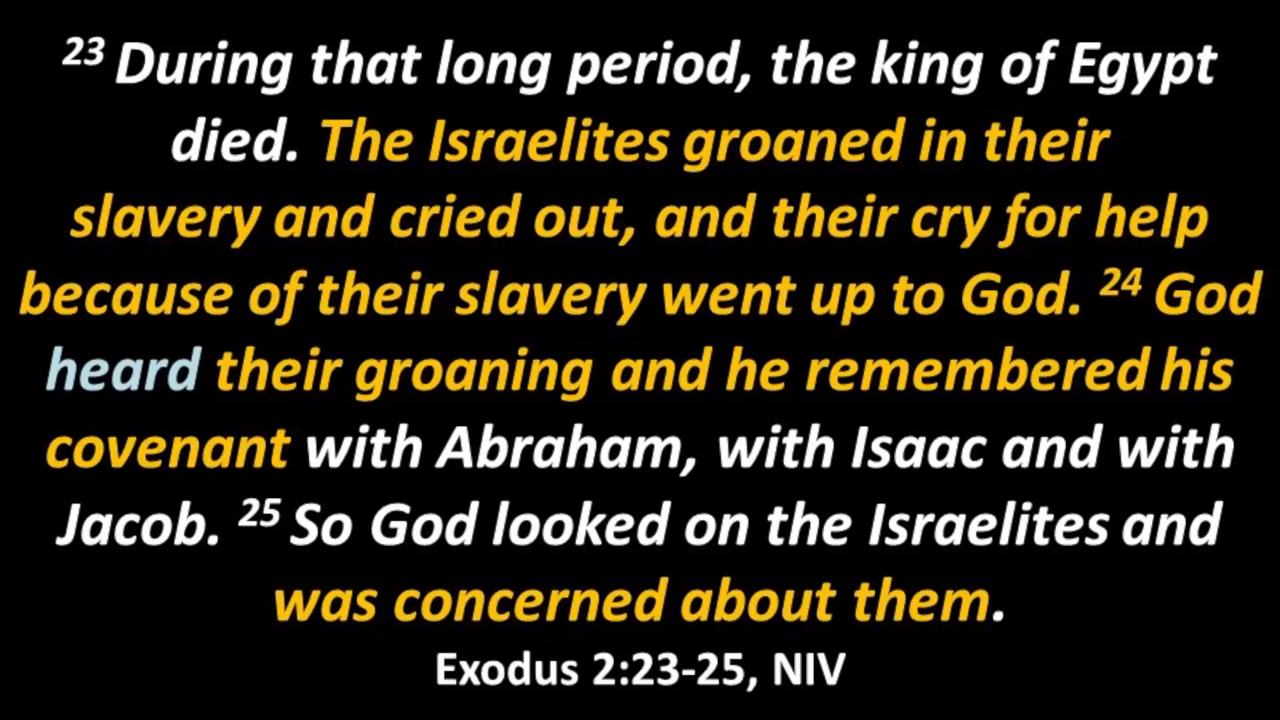 23 During that long period, the king of Egypt
died. The Israelites groaned in their
slavery and cried out, and their cry for help
because of their slavery went up to God. 24 God
heard their groaning and he remembered his
covenant with Abraham, with Isaac and with
Jacob. 25 So God looked on the Israelites and
was concerned about them.
Exodus 2:23-25, NIV